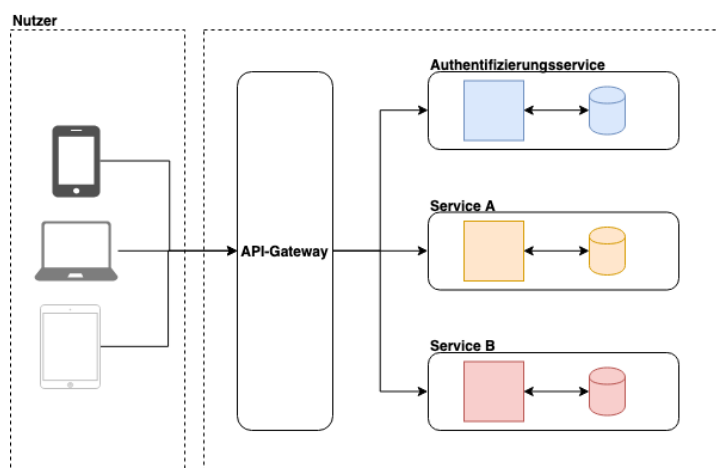 Nutzer
Authentifizierungsservice
Service A
API-Gateway
Service B